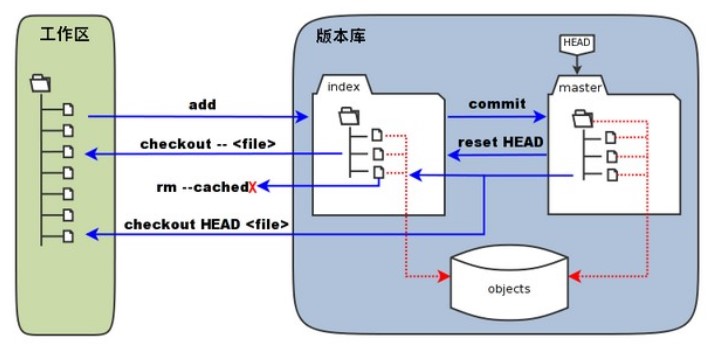 工作区
版本库
HEAD
index
master
add
commit
checkout -- <file>
reset HEAD
rm --cached
X
checkout HEAD <file>
objects